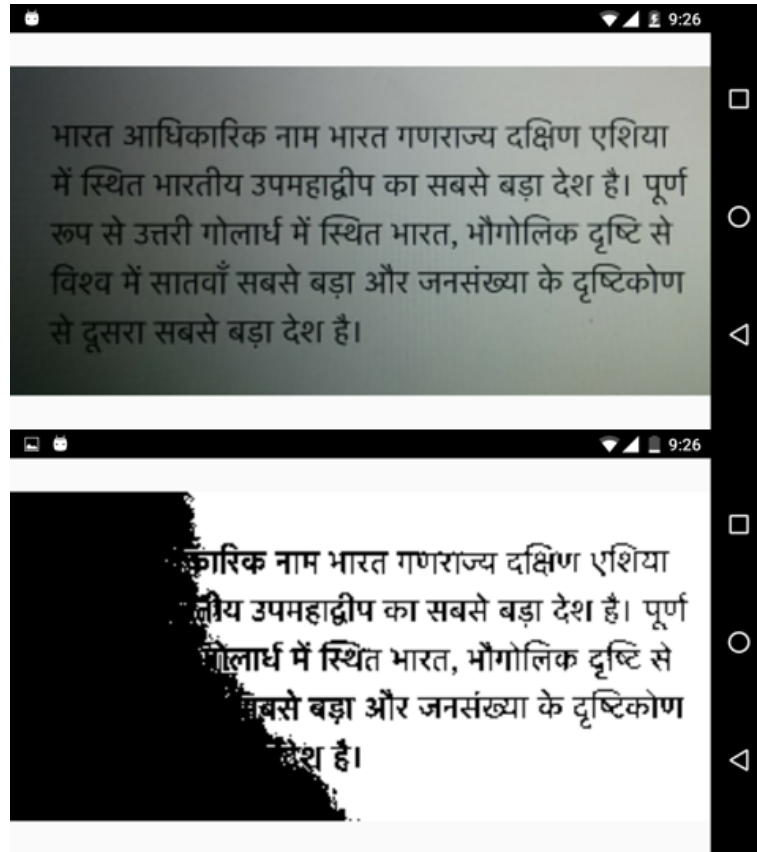 9:26
भारत आधिकारिक नाम भारत गणराज्य दक्षिण एशिया
में स्थित भारतीय उपमहाद्वीप का सबसे बड़ा देश है। पूर्ण
रूप से उत्तरी गोलार्ध में स्थित भारत, भौगोलिक दृष्टि से
विश्व में सातवाँ सबसे बड़ा और जनसंख्या के दृष्टिकोण
से दूसरा सबसे बड़ा देश है।
9:26
कारिक नाम भारत गणराज्य दक्षिण एशिया
तीय उपमहाद्वीप का सबसे बड़ा देश है। पूर्ण
गोलार्ध में स्थित भारत, भौगोलिक दृष्टि से
सबसे बड़ा और जनसंख्या के दृष्टिकोण
देश है।